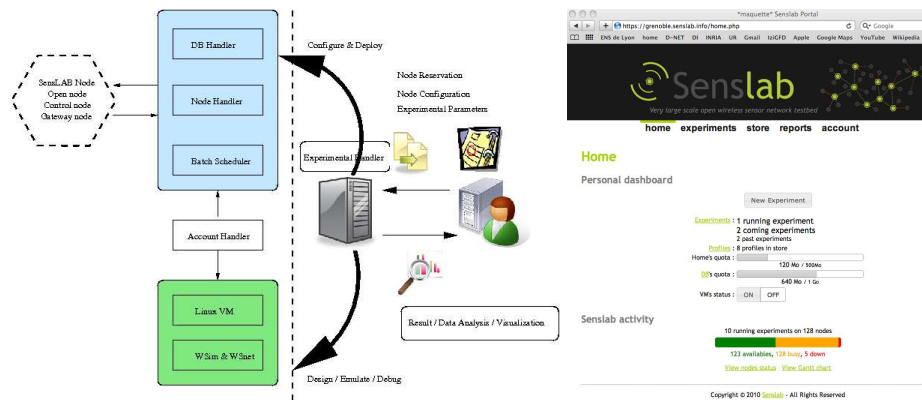 DB Handler
Node Handler
Batch Scheduler
SensLAB Node
Open node
Control node
Gateway node
Account Handler
Linux VM
WSim & WSnet
Configure & Deploy
Node Reservation
Node Configuration
Experimental Parameters
Experimental Handler
Result / Data Analysis / Visualization
Design / Emulate / Debug
*maquette* Senslab Portal
https://grenoble.senslab.info/home.php
Google
ENS de Lyon home D-NET DI INRIA UR Gmail IziGFD Apple Google Maps YouTube Wikipedia
Senslab
Very large scale open wireless sensor network testbed
home experiments store reports account
Home
Personal dashboard
New Experiment
Experiments : 1 running experiment
2 coming experiments
2 past experiments
Profiles : 8 profiles in store
Home's quota :
120 Mo / 500Mo
DB's quota :
640 Mo / 1 Go
VM's status : ON OFF
Senslab activity
10 running experiments on 128 nodes
123 availables, 128 busy, 5 down
View nodes status View Gantt chart
Copyright © 2010 Senslab - All Rights Reserved